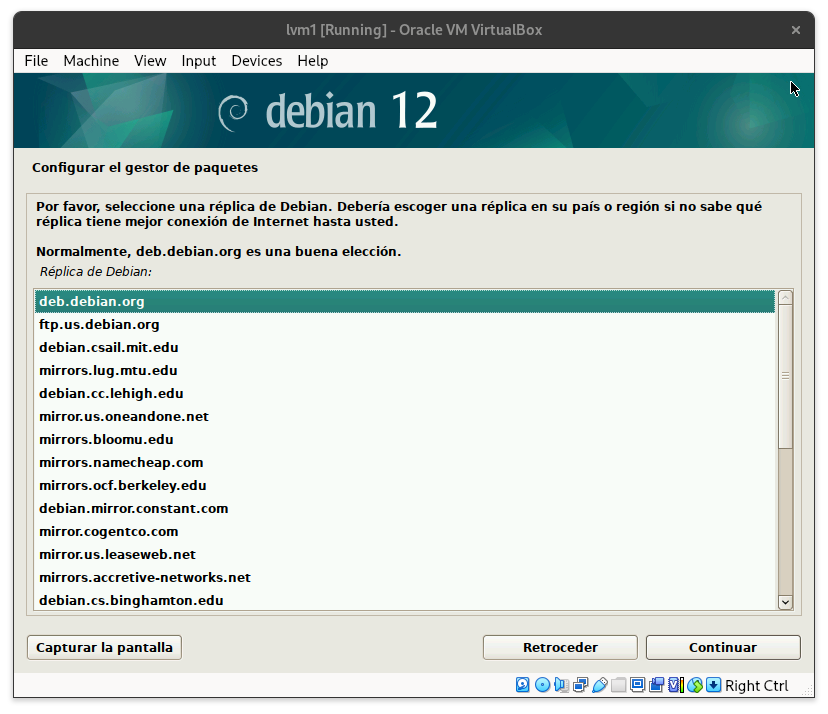 lvm1 [Running] - Oracle VM VirtualBox
File Machine View Input Devices Help
debian 12
Configurar el gestor de paquetes
Por favor, seleccione una réplica de Debian. Debería escoger una réplica en su país o región si no sabe qué
réplica tiene mejor conexión de Internet hasta usted.
Normalmente, deb.debian.org es una buena elección.
Réplica de Debian:
deb.debian.org
ftp.us.debian.org
debian.csail.mit.edu
mirrors.lug.mtu.edu
debian.cc.lehigh.edu
mirror.us.oneandone.net
mirrors.bloomu.edu
mirrors.namecheap.com
mirrors.ocf.berkeley.edu
debian.mirror.constant.com
mirror.cogentco.com
mirror.us.leaseweb.net
mirrors.accretive-networks.net
debian.cs.binghamton.edu
Capturar la pantalla Retroceder Continuar
Right Ctrl